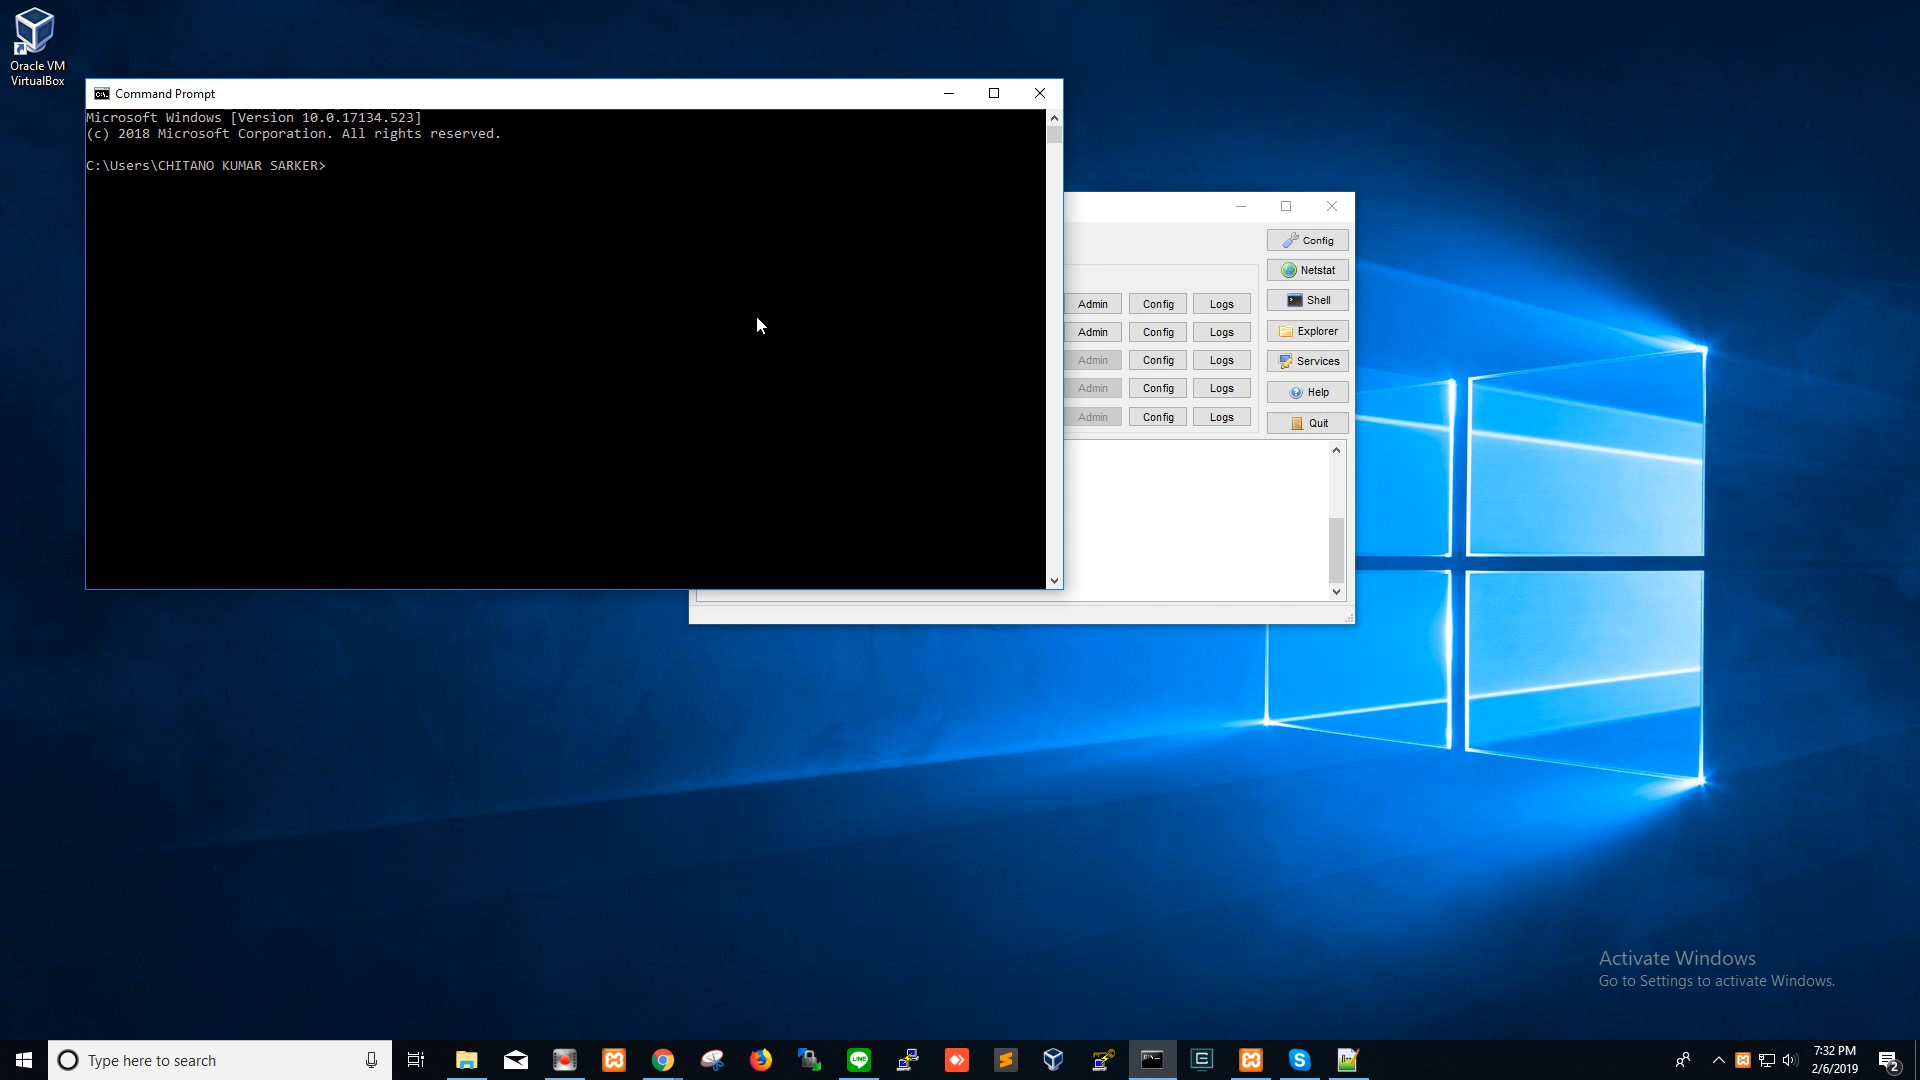 Oracle VM
VirtualBox
Command Prompt
Microsoft Windows [Version 10.0.17134.523]
(c) 2018 Microsoft Corporation. All rights reserved.
C:\Users\CHITANO KUMAR SARKER>
Config
Netstat
Admin Config Logs
Shell
Admin Config Logs
Explorer
Admin Config Logs
Services
Admin Config Logs
Help
Admin Config Logs
Quit
Activate Windows
Go to Settings to activate Windows.
Type here to search
LINE
7:32 PM
2/6/2019
2